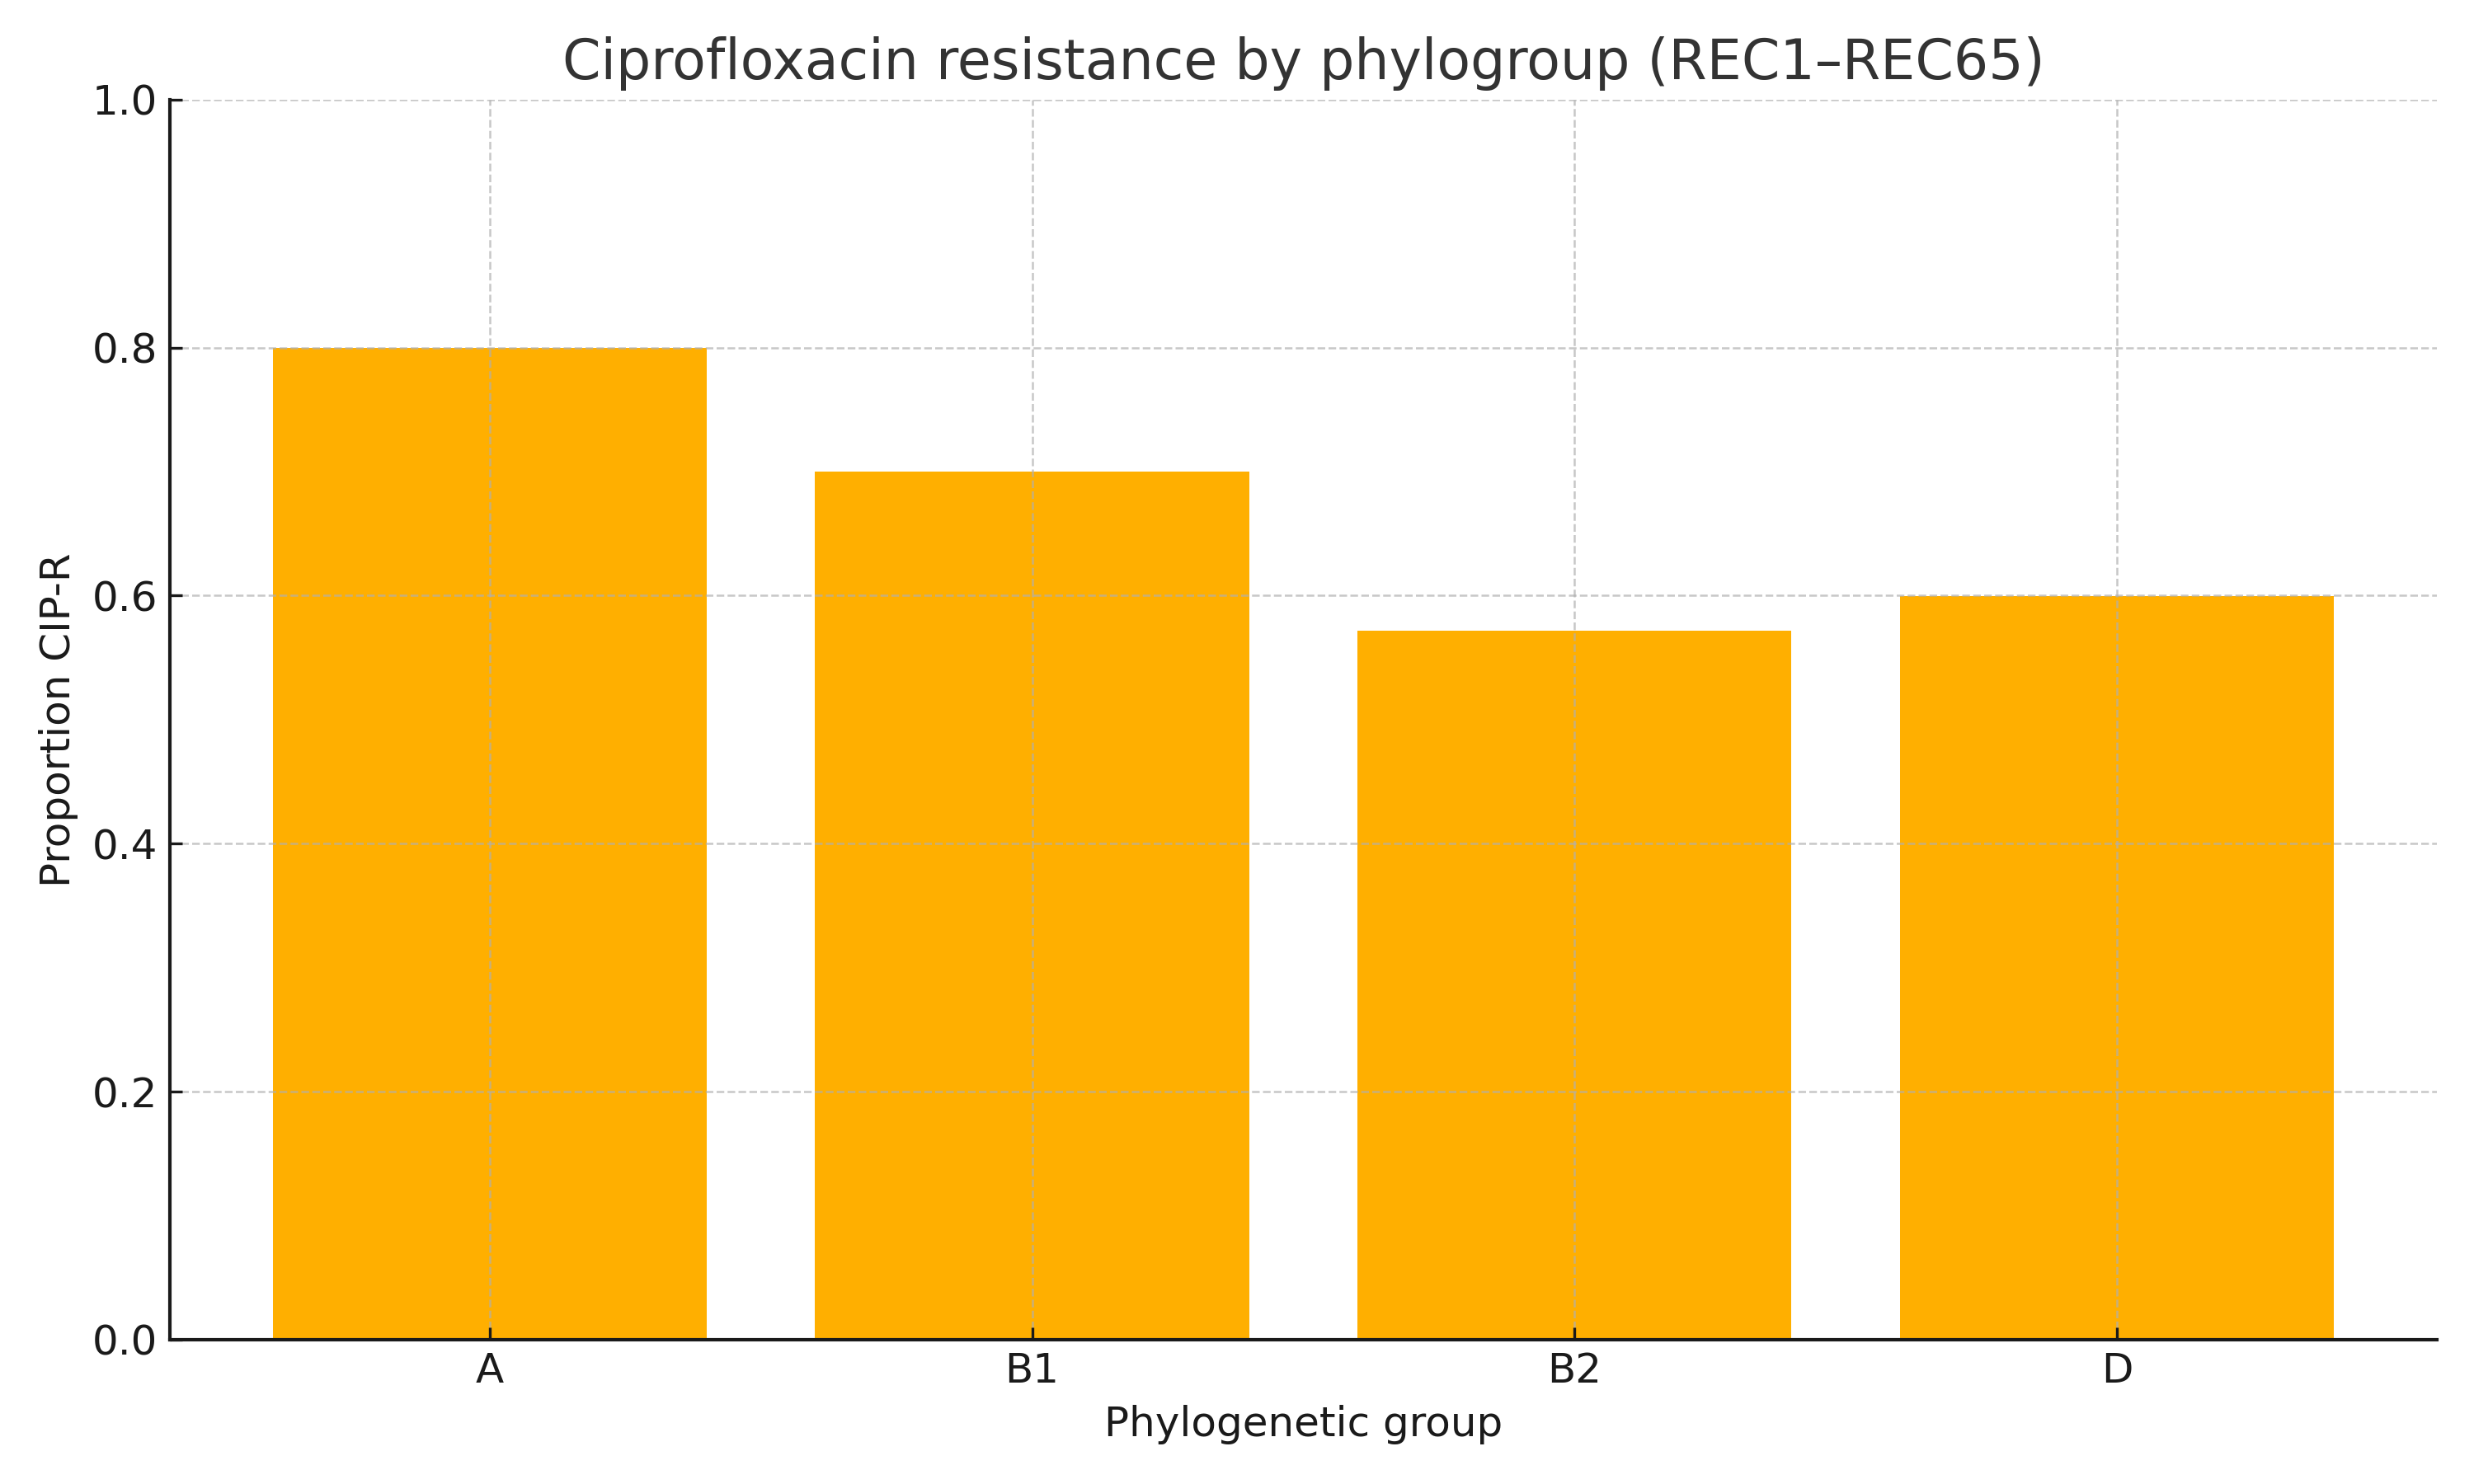 Ciprofloxacin resistance by phylogroup (REC1–REC65)
1.0
0.8
0.6
0.4
0.2
0.0
Proportion CIP-R
A B1 B2 D
Phylogenetic group